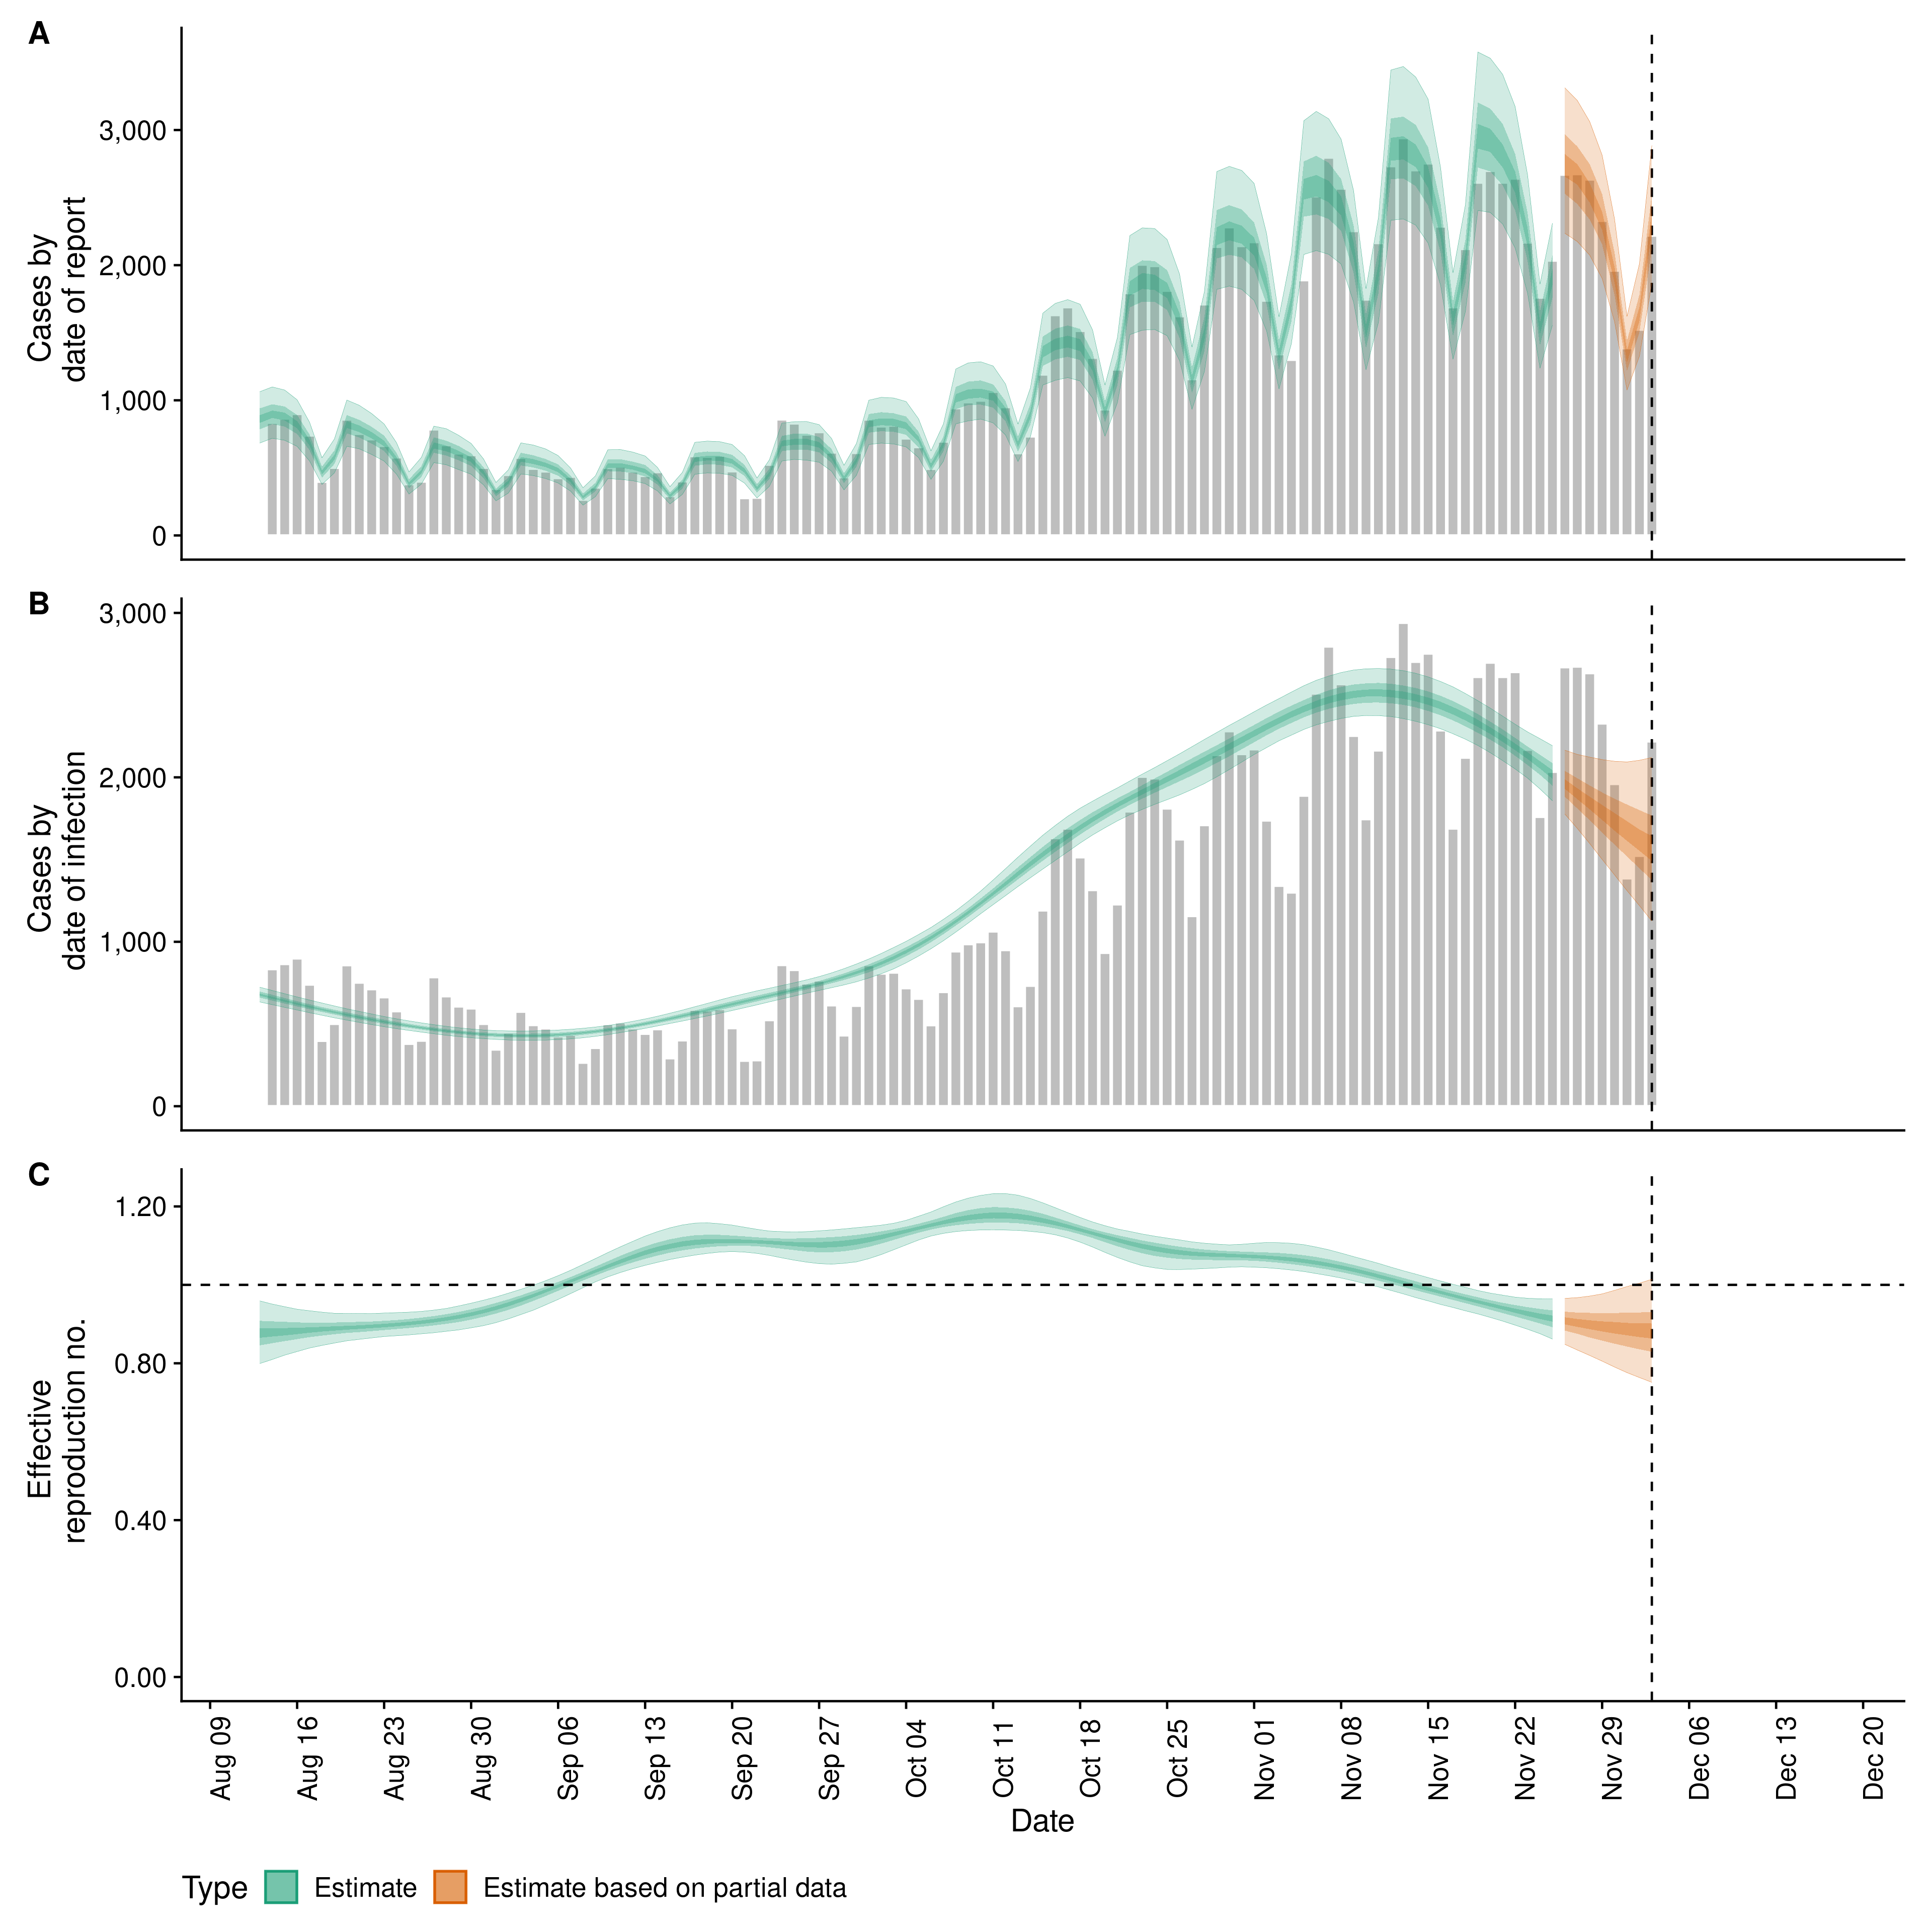 A
Cases by
date of report
3,000
2,000
1,000
0
B
Cases by
date of infection
3,000
2,000
1,000
0
C
Effective
reproduction no.
1.20
0.80
0.40
0.00
Aug 09
Aug 16
Aug 23
Aug 30
Sep 06
Sep 13
Sep 20
Sep 27
Oct 04
Oct 11
Oct 18
Oct 25
Nov 01
Nov 08
Nov 15
Nov 22
Nov 29
Dec 06
Dec 13
Dec 20
Date
Type Estimate Estimate based on partial data